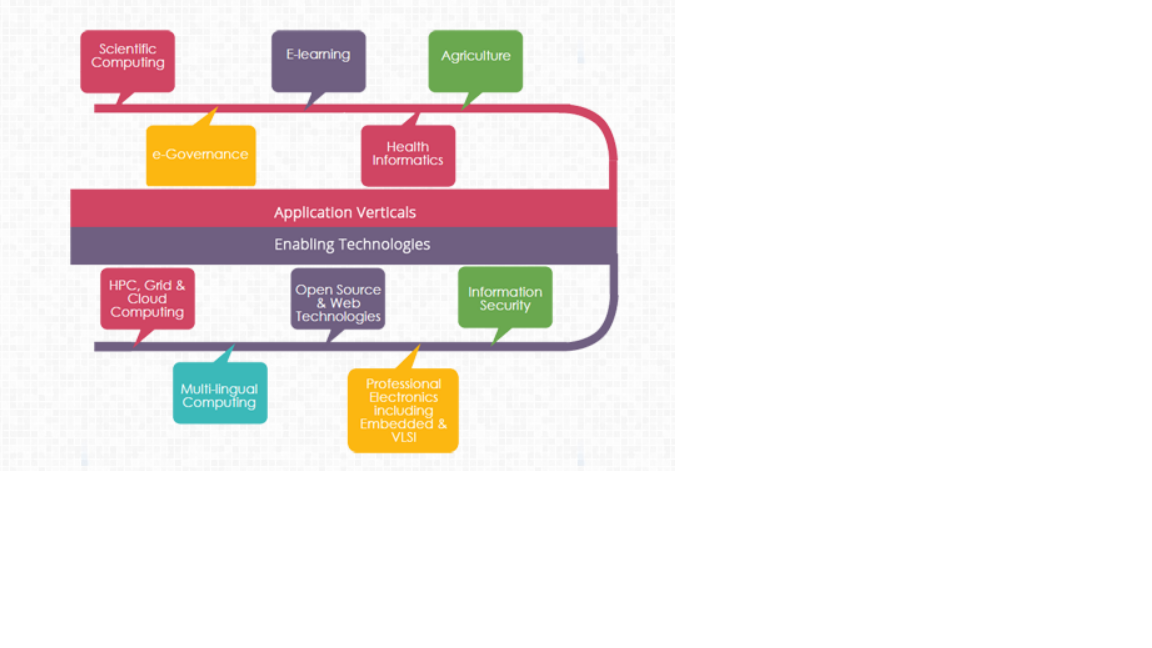 Scientific
Computing
E-learning
Agriculture
e-Governance
Health
Informatics
Application Verticals
Enabling Technologies
HPC, Grid &
Cloud
Computing
Open Source
& Web
Technologies
Information
Security
Multi-lingual
Computing
Professional
Electronics
including
Embedded &
VLSI